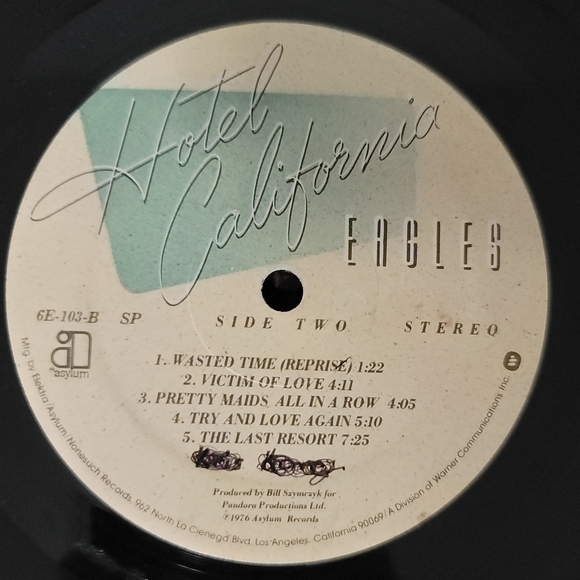 Hotel
California
EAGLES
6E-103-B SP SIDE TWO STEREO
asylum
1. WASTED TIME (REPRISE) 1:22
2. VICTIM OF LOVE 4:11
3. PRETTY MAIDS ALL IN A ROW 4:05
4. TRY AND LOVE AGAIN 5:10
5. THE LAST RESORT 7:25
Produced by Bill Szymczyk for
Pandora Productions Ltd.
℗1976 Asylum Records
Mfg. by Elektra/Asylum/Nonesuch Records, 962 North La Cienega Blvd. Los Angeles, California 90069/A Division of Warner Communications Inc.